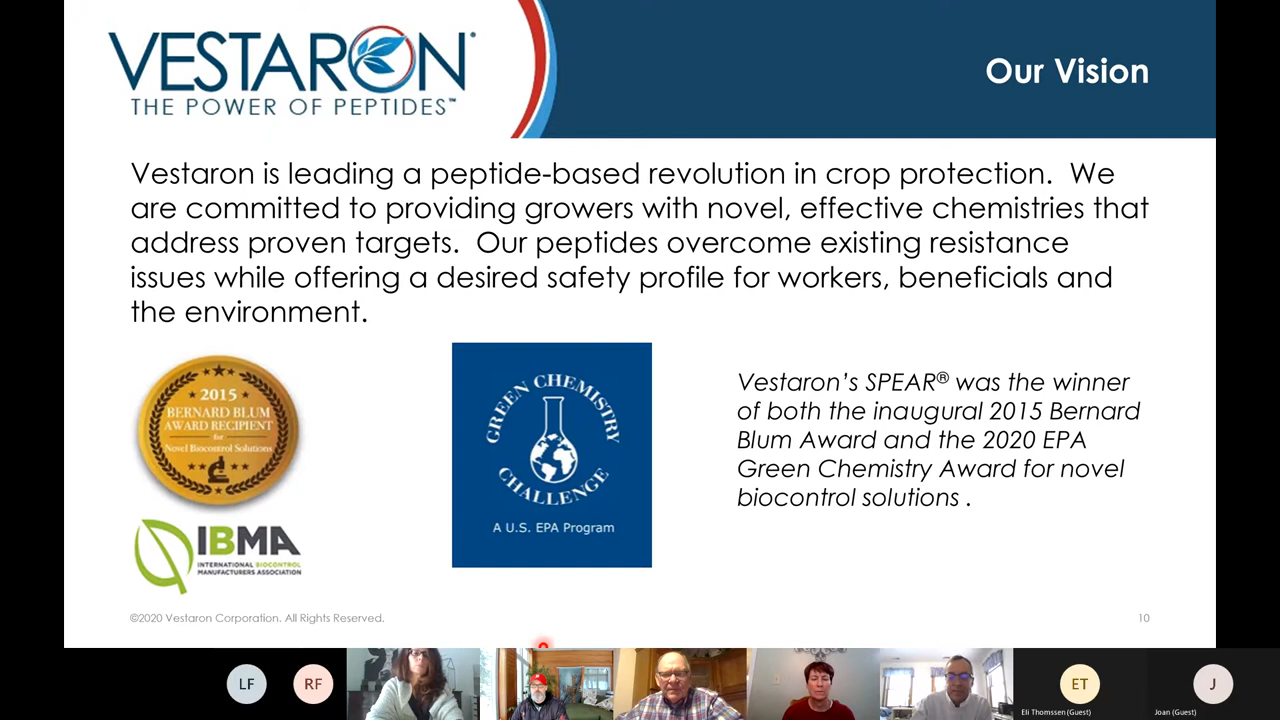 VESTARON
THE POWER OF PEPTIDES™
Our Vision
Vestaron is leading a peptide-based revolution in crop protection. We
are committed to providing growers with novel, effective chemistries that
address proven targets. Our peptides overcome existing resistance
issues while offering a desired safety profile for workers, beneficials and
the environment.
2015
BERNARD BLUM
AWARD RECIPIENT
for
Novel Biocontrol Solutions
IBMA
INTERNATIONAL BIOCONTROL
MANUFACTURERS ASSOCIATION
GREEN CHEMISTRY
CHALLENGE
A U.S. EPA Program
Vestaron’s SPEAR® was the winner
of both the inaugural 2015 Bernard
Blum Award and the 2020 EPA
Green Chemistry Award for novel
biocontrol solutions .
©2020 Vestaron Corporation. All Rights Reserved.
10
LF
RF
ET
J
Eli Thomssen (Guest)
Joan (Guest)